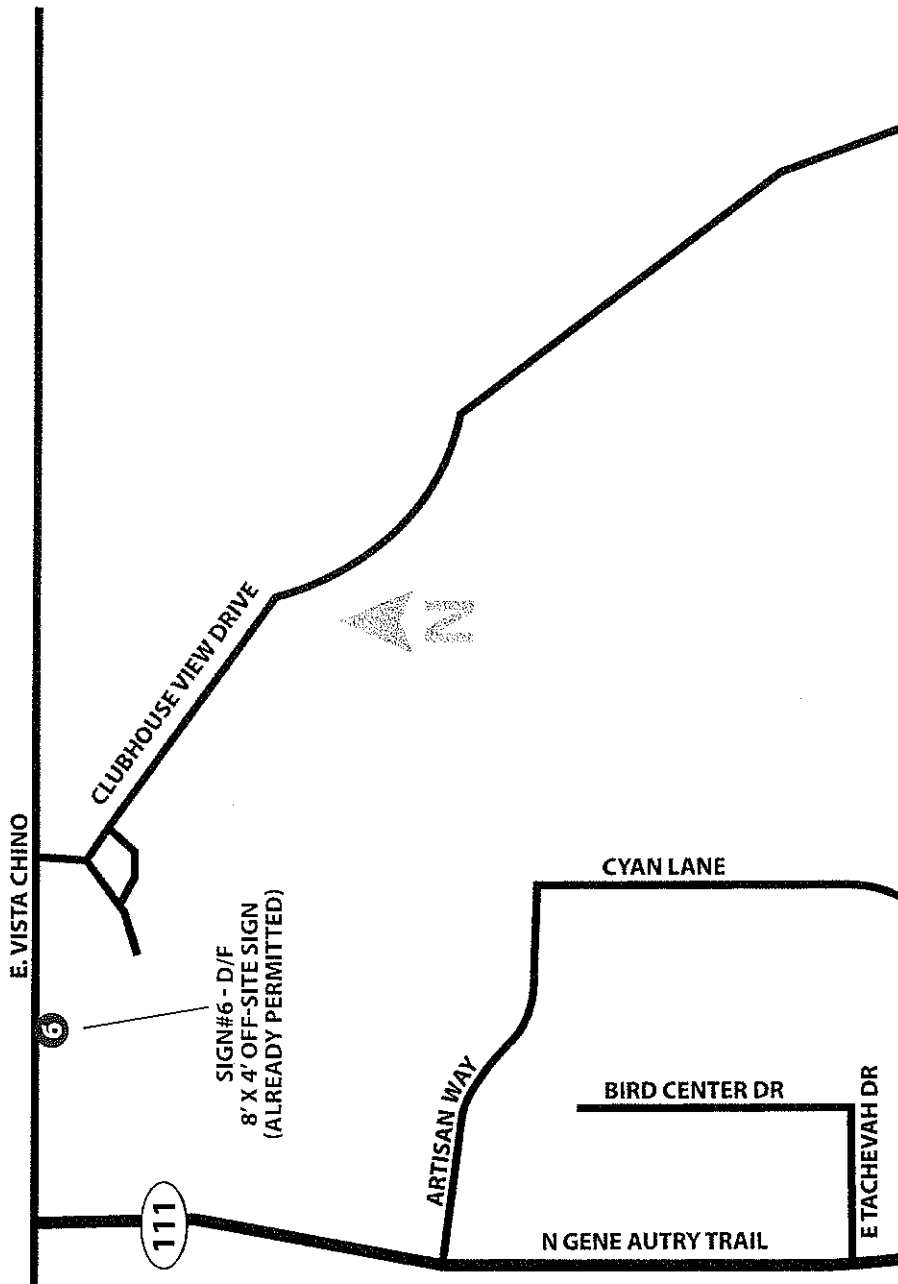 E. VISTA CHINO
CLUBHOUSE VIEW DRIVE
6
SIGN#6 - D/F
8' X 4' OFF-SITE SIGN
(ALREADY PERMITTED)
N
111
ARTISAN WAY
CYAN LANE
BIRD CENTER DR
N GENE AUTRY TRAIL
E TACHEVAH DR